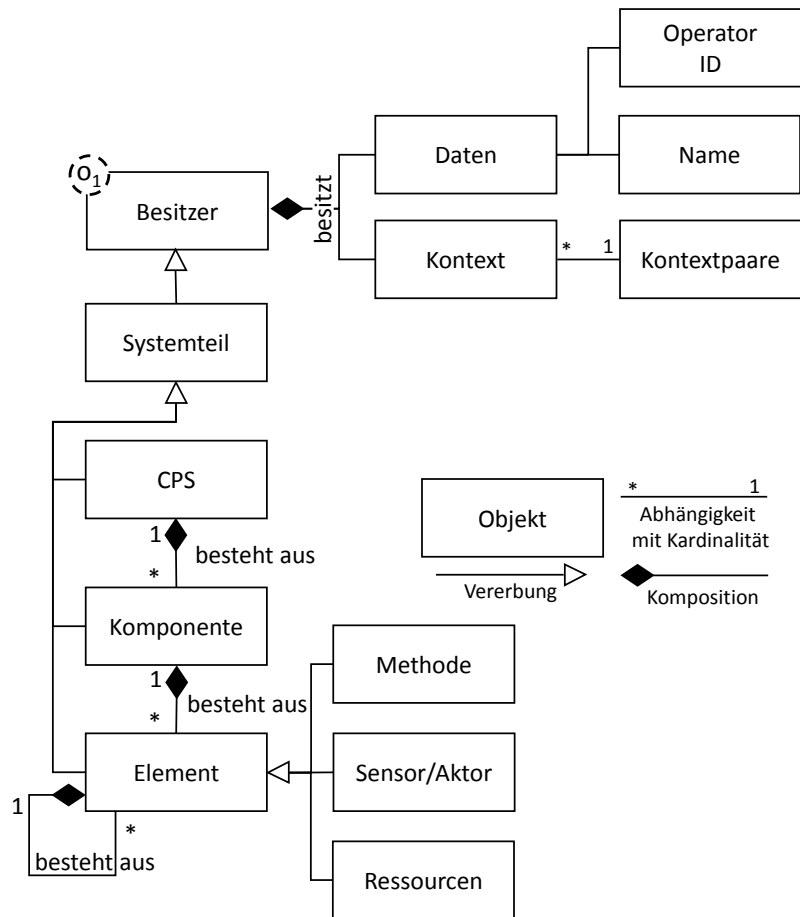 Operator
ID
Daten
Name
O1
Besitzer
besitzt
Kontext
* 1
Kontextpaare
Systemteil
CPS
1
besteht aus
*
Objekt
* 1
Abhängigkeit
mit Kardinalität
Vererbung
Komposition
Komponente
1
besteht aus
*
Methode
Element
Sensor/Aktor
1
*
besteht aus
Ressourcen